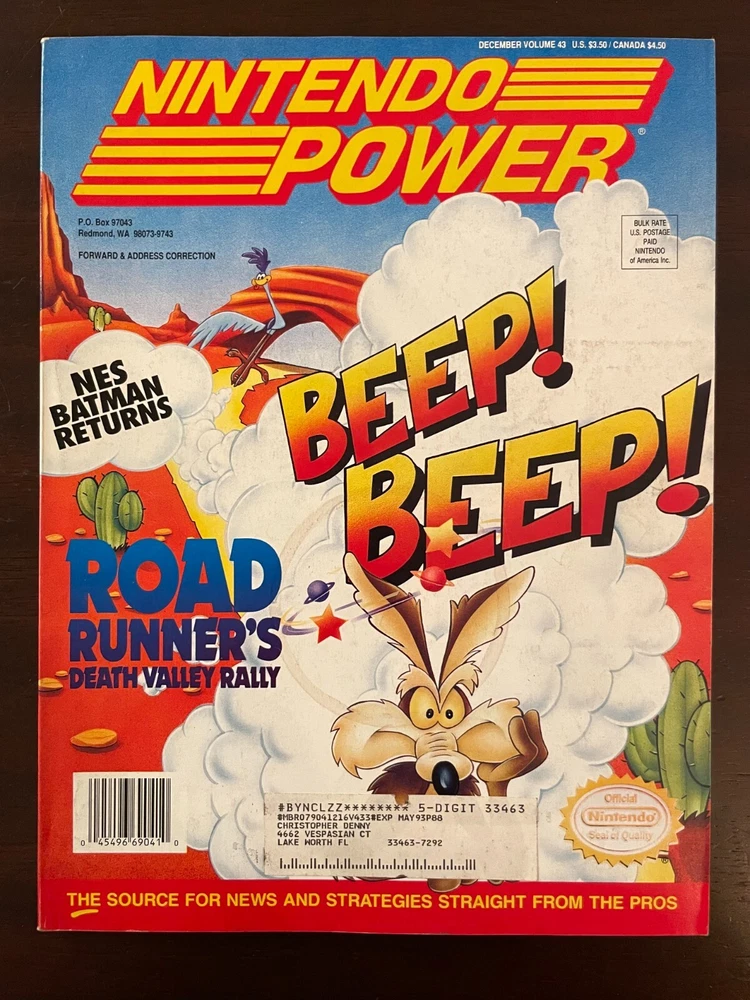 DECEMBER VOLUME 43 U.S. $3.50 / CANADA $4.50
NINTENDO
POWER®
P.O. Box 97043
Redmond, WA 98073-9743
FORWARD & ADDRESS CORRECTION
BULK RATE
U.S. POSTAGE
PAID
NINTENDO
of America Inc.
BEEP!
BEEP!
NES
BATMAN
RETURNS
ROAD
RUNNER'S
DEATH VALLEY RALLY
0 45496 69041 0
#BYNCLZZ******** 5-DIGIT 33463
#MBR079041216V433#EXP MAY93P88
CHRISTOPHER DENNY
4662 VESPASIAN CT
LAKE WORTH FL 33463-7292
Official
Nintendo
Seal of Quality
®
THE SOURCE FOR NEWS AND STRATEGIES STRAIGHT FROM THE PROS